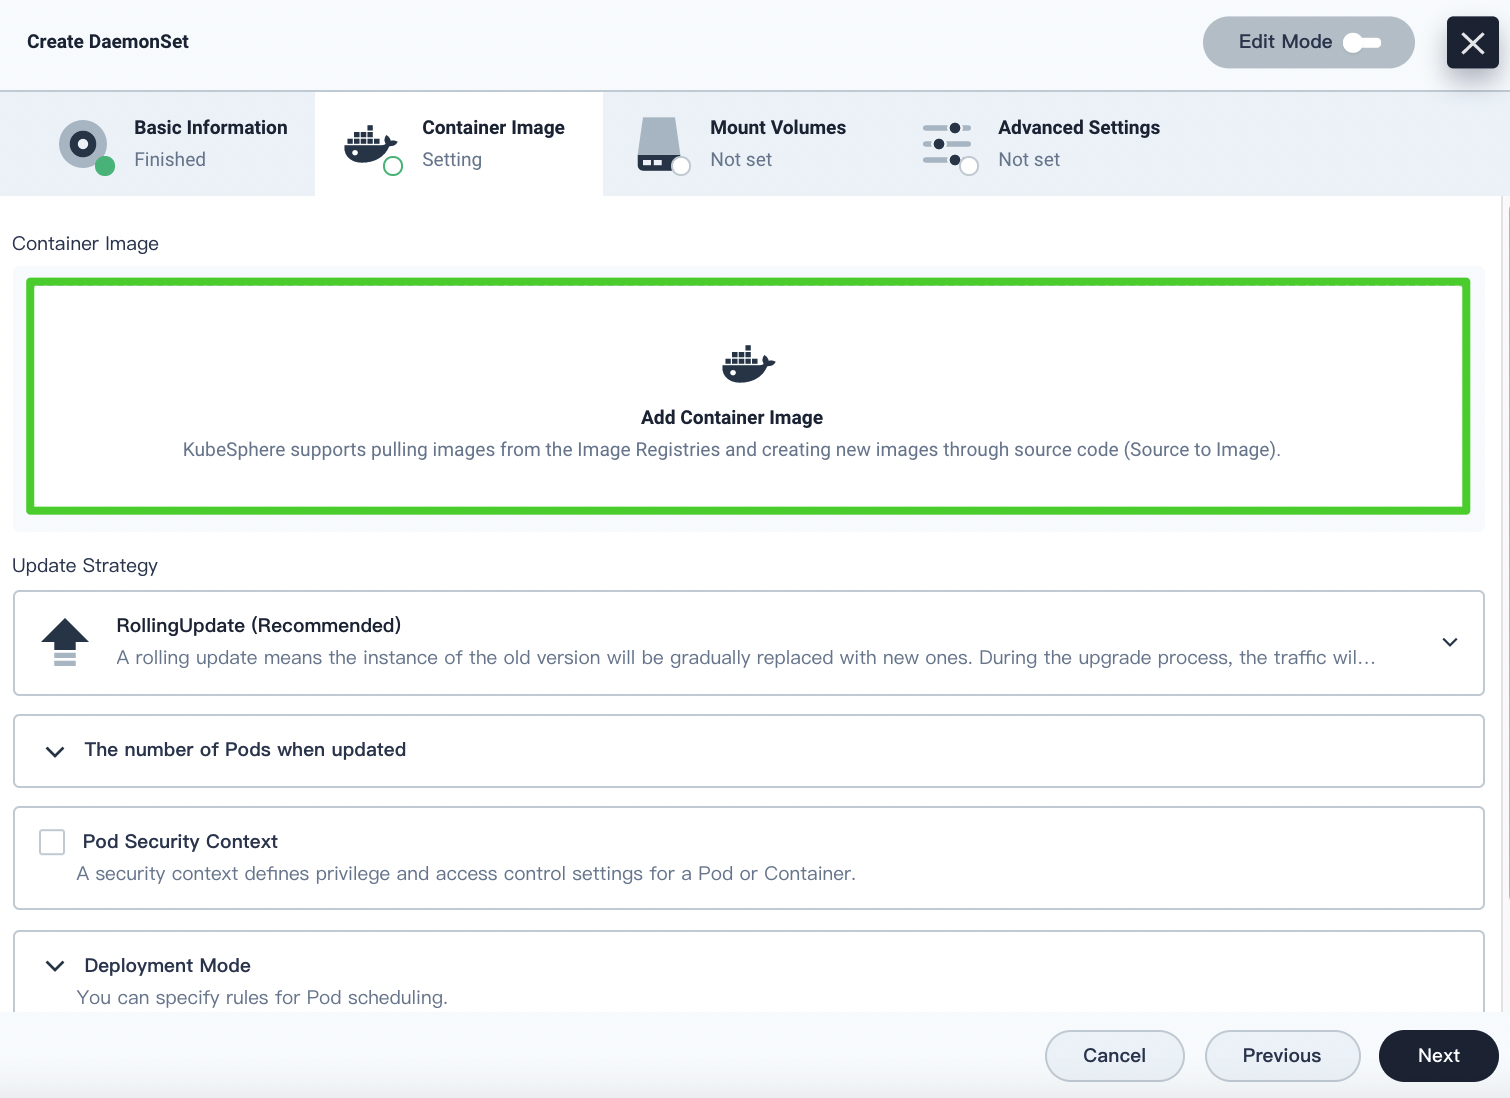 Create DaemonSet
Edit Mode
Basic Information
Finished
Container Image
Setting
Mount Volumes
Not set
Advanced Settings
Not set
Container Image
Add Container Image
KubeSphere supports pulling images from the Image Registries and creating new images through source code (Source to Image).
Update Strategy
RollingUpdate (Recommended)
A rolling update means the instance of the old version will be gradually replaced with new ones. During the upgrade process, the traffic wil...
The number of Pods when updated
Pod Security Context
A security context defines privilege and access control settings for a Pod or Container.
Deployment Mode
You can specify rules for Pod scheduling.
Cancel
Previous
Next